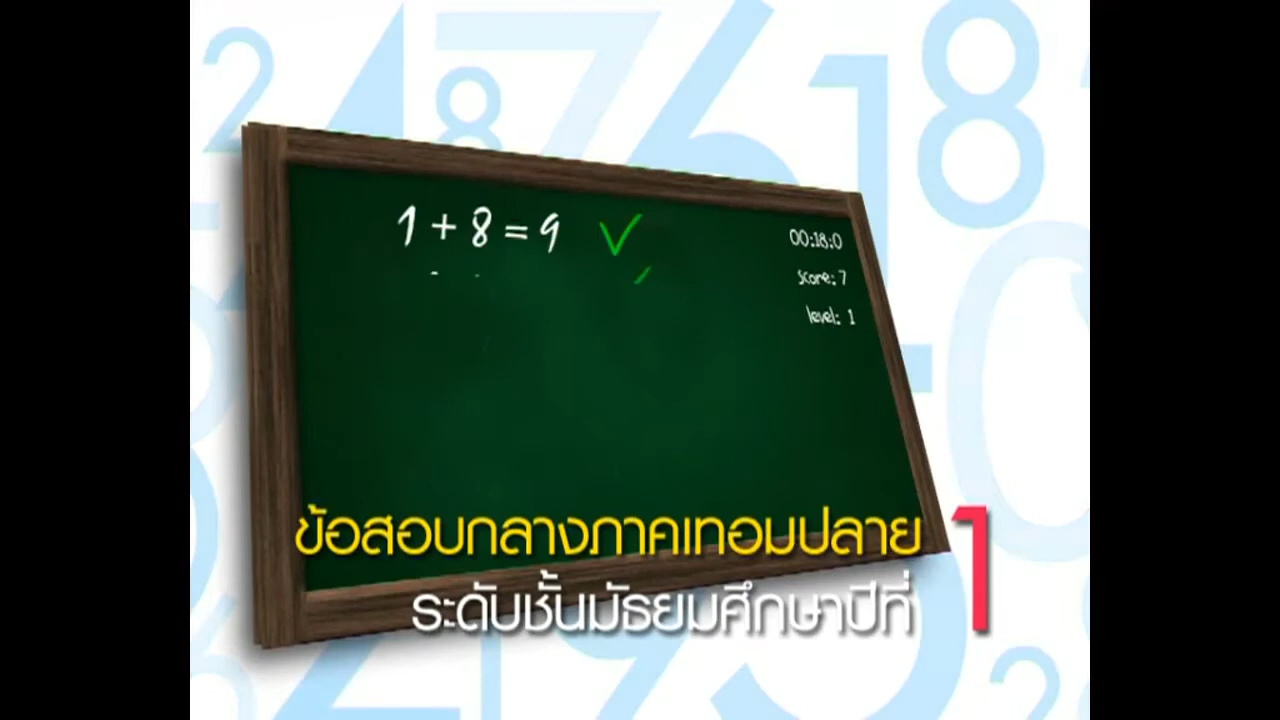 1 + 8 = 9 ✓
00:18:0
Score: 7
level: 1
ข้อสอบกลางภาคเทอมปลาย
ระดับชั้นมัธยมศึกษาปีที่ 1